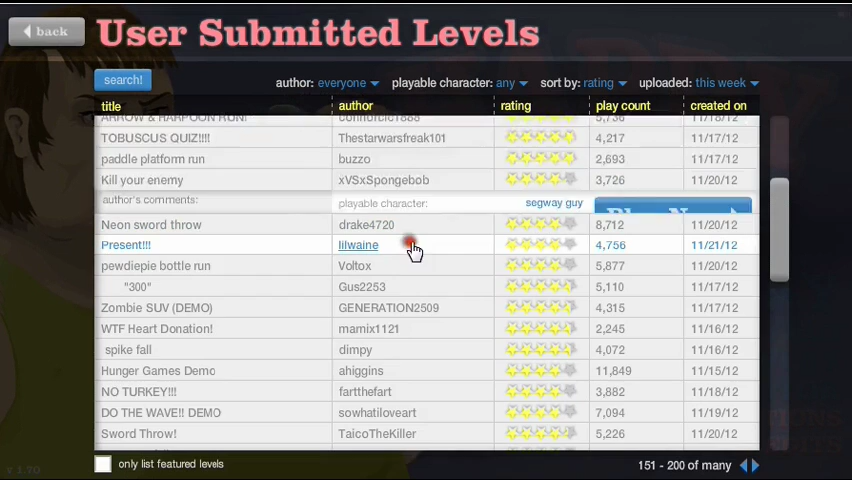 back
User Submitted Levels
search!
author: everyone playable character: any sort by: rating uploaded: this week
title author rating play count created on
ARROW & HARPOON RUN!
TOBUSCUS QUIZ!!!! Thestarwarsfreak101 4,217 11/17/12
paddle platform run buzzo 2,693 11/17/12
Kill your enemy xVSxSpongebob 3,726 11/20/12
author's comments: playable character: segway guy
Neon sword throw drake4720 8,712 11/20/12
Present!!! lilwaine 4,756 11/21/12
pewdiepie bottle run Voltox 5,877 11/20/12
"300" Gus2253 5,110 11/17/12
Zombie SUV (DEMO) GENERATION2509 4,315 11/17/12
WTF Heart Donation! mamix1121 2,245 11/16/12
spike fall dimpy 4,072 11/16/12
Hunger Games Demo ahiggins 11,849 11/15/12
NO TURKEY!!! fartthefart 3,882 11/18/12
DO THE WAVE!! DEMO sowhatiloveart 7,094 11/19/12
Sword Throw! TaicoTheKiller 5,226 11/20/12
only list featured levels 151 - 200 of many
v 1.70